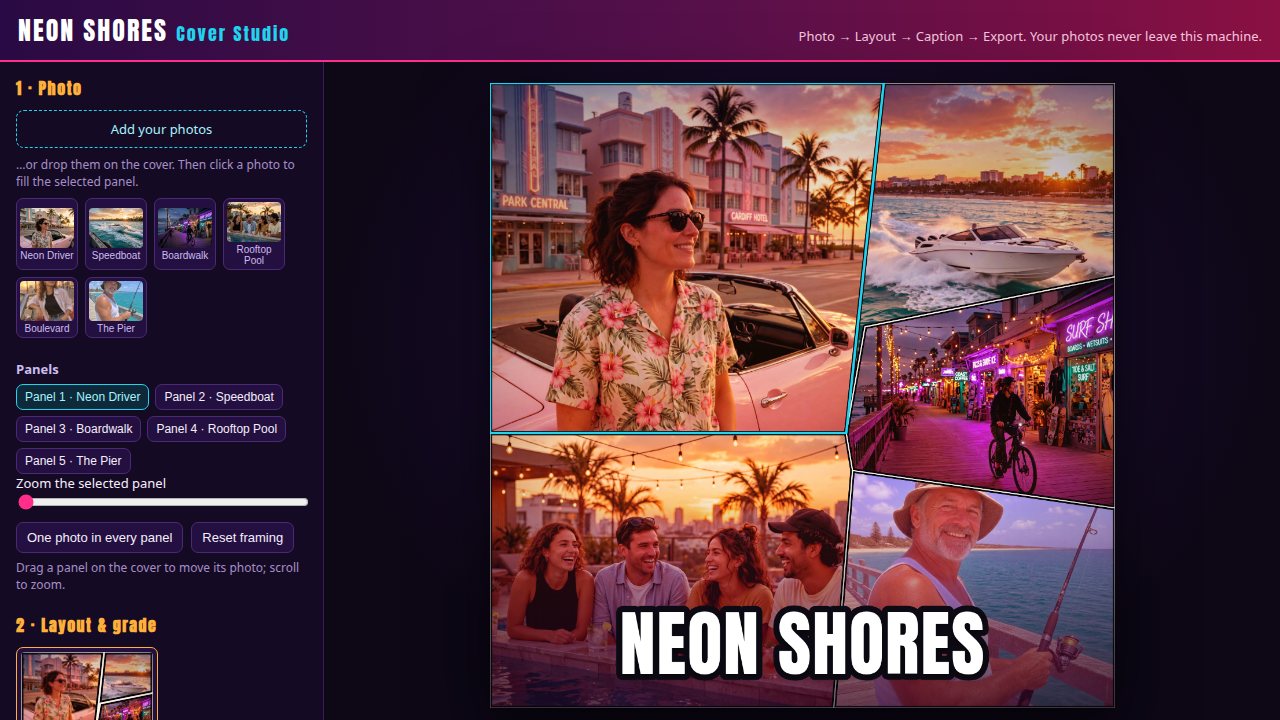 NEON SHORES Cover Studio
Photo → Layout → Caption → Export. Your photos never leave this machine.
1 · Photo
Add your photos
...or drop them on the cover. Then click a photo to
fill the selected panel.
Neon Driver
Speedboat
Boardwalk
Rooftop
Pool
Boulevard
The Pier
Panels
Panel 1 · Neon Driver
Panel 2 · Speedboat
Panel 3 · Boardwalk
Panel 4 · Rooftop Pool
Panel 5 · The Pier
Zoom the selected panel
One photo in every panel
Reset framing
Drag a panel on the cover to move its photo; scroll
to zoom.
2 · Layout & grade
PARK CENTRAL
CARDIFF HOTEL
SURF SH
BOARDS • WETSUITS •
TIDE & SALT
SURF
NEON SHORES